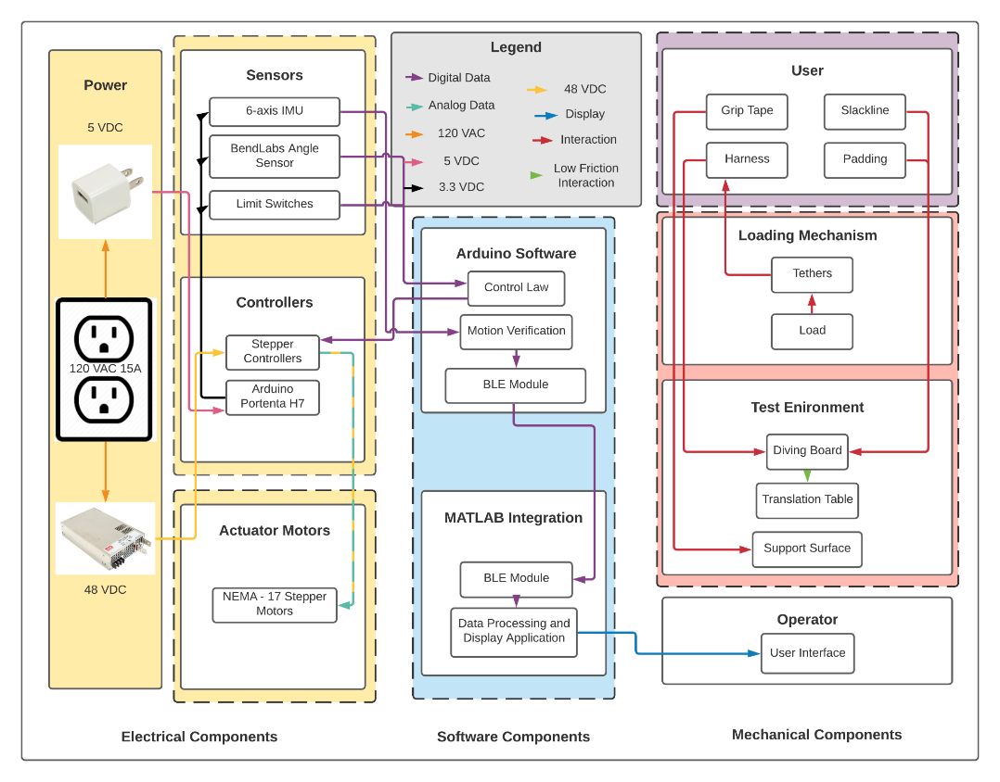 Power
5 VDC
120 VAC 15A
48 VDC
Sensors
6-axis IMU
BendLabs Angle
Sensor
Limit Switches
Controllers
Stepper
Controllers
Arduino
Portenta H7
Actuator Motors
NEMA - 17 Stepper
Motors
Electrical Components
Legend
Digital Data
Analog Data
120 VAC
5 VDC
3.3 VDC
48 VDC
Display
Interaction
Low Friction
Interaction
Arduino Software
Control Law
Motion Verification
BLE Module
MATLAB Integration
BLE Module
Data Processing and
Display Application
Software Components
User
Grip Tape
Slackline
Harness
Padding
Loading Mechanism
Tethers
Load
Test Enironment
Diving Board
Translation Table
Support Surface
Operator
User Interface
Mechanical Components